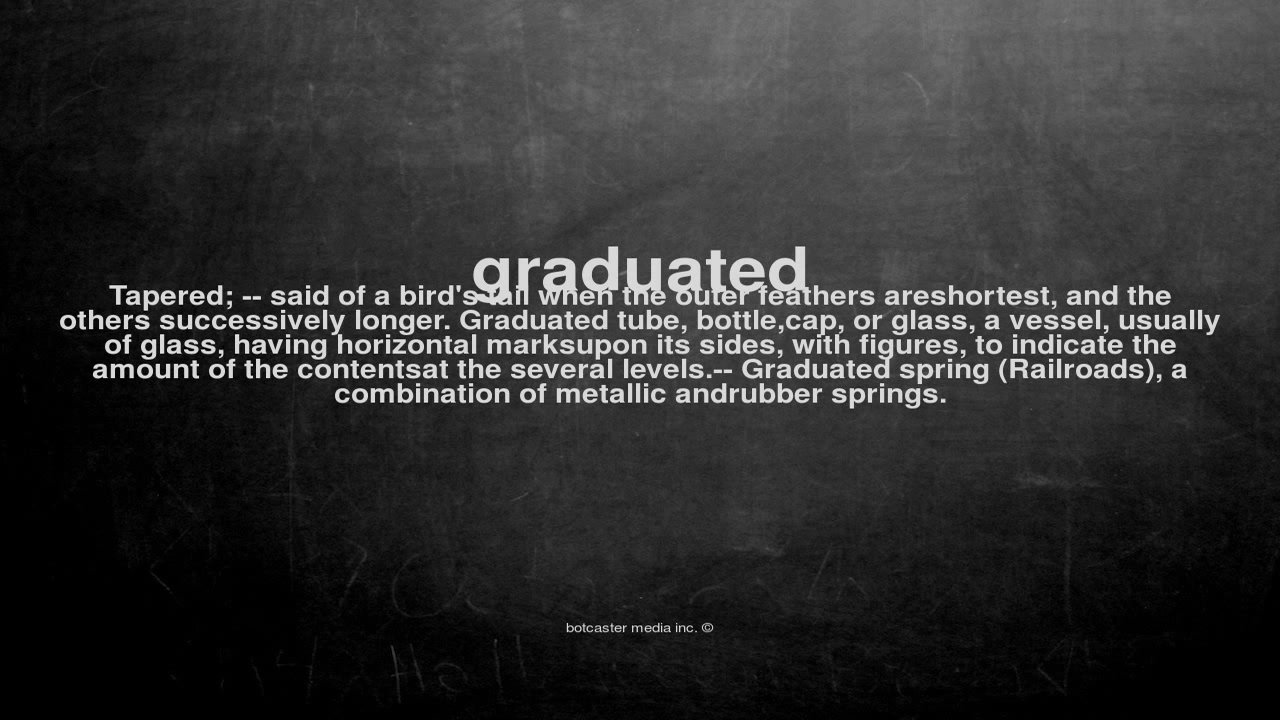 graduated
Tapered; -- said of a bird's tail when the outer feathers areshortest, and the
others successively longer. Graduated tube, bottle,cap, or glass, a vessel, usually
of glass, having horizontal marksupon its sides, with figures, to indicate the
amount of the contentsat the several levels.-- Graduated spring (Railroads), a
combination of metallic andrubber springs.
botcaster media inc. ©